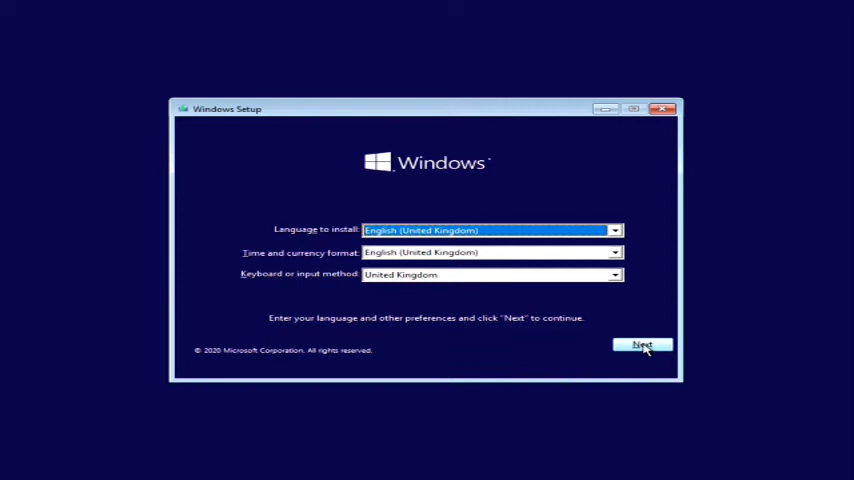 Windows Setup
Windows
Language to install: English (United Kingdom)
Time and currency format: English (United Kingdom)
Keyboard or input method: United Kingdom
Enter your language and other preferences and click "Next" to continue.
Next
© 2020 Microsoft Corporation. All rights reserved.